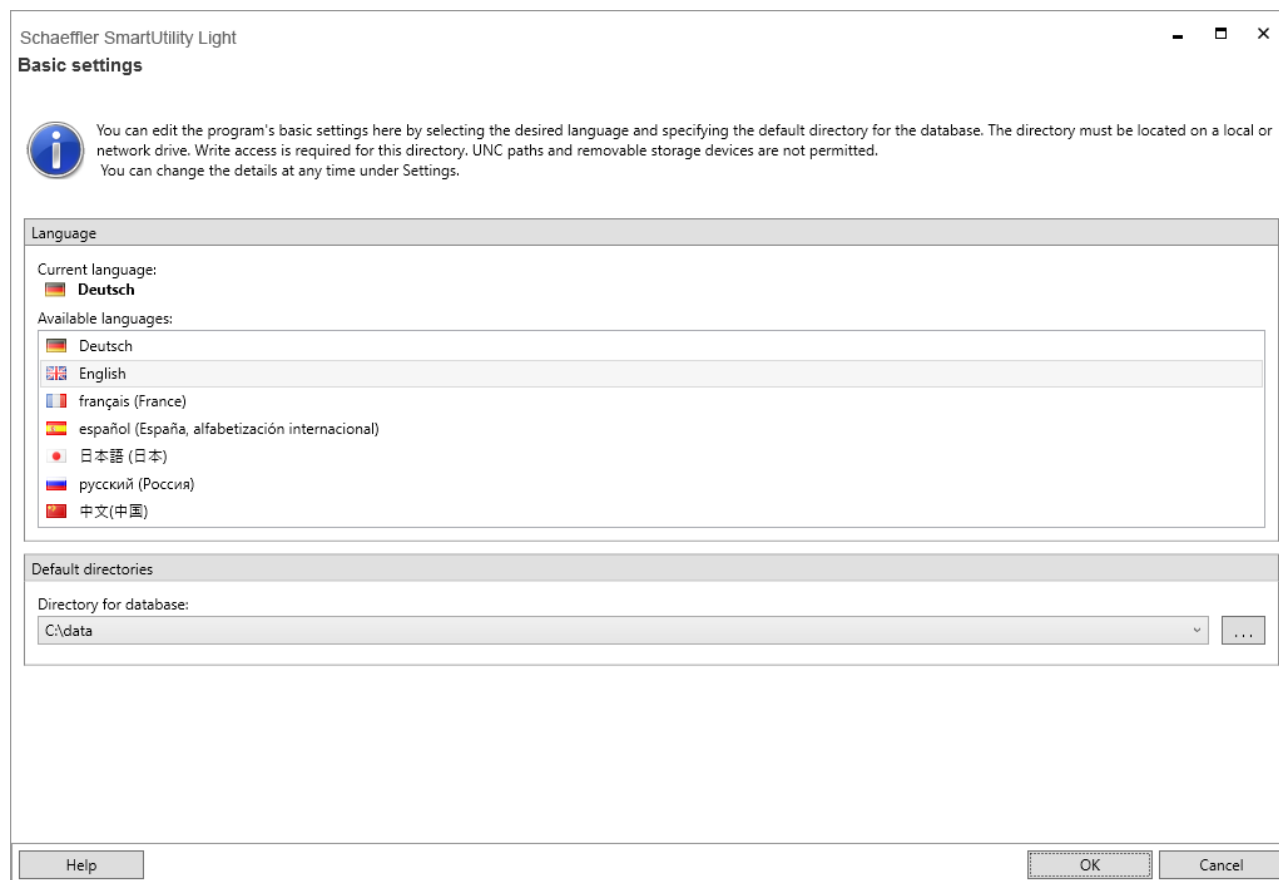 Schaeffler SmartUtility Light
Basic settings
You can edit the program's basic settings here by selecting the desired language and specifying the default directory for the database. The directory must be located on a local or
network drive. Write access is required for this directory. UNC paths and removable storage devices are not permitted.
You can change the details at any time under Settings.
Language
Current language:
Deutsch
Available languages:
Deutsch
English
français (France)
español (España, alfabetización internacional)
日本語 (日本)
русский (Россия)
中文(中国)
Default directories
Directory for database:
C:\data
...
Help
OK
Cancel